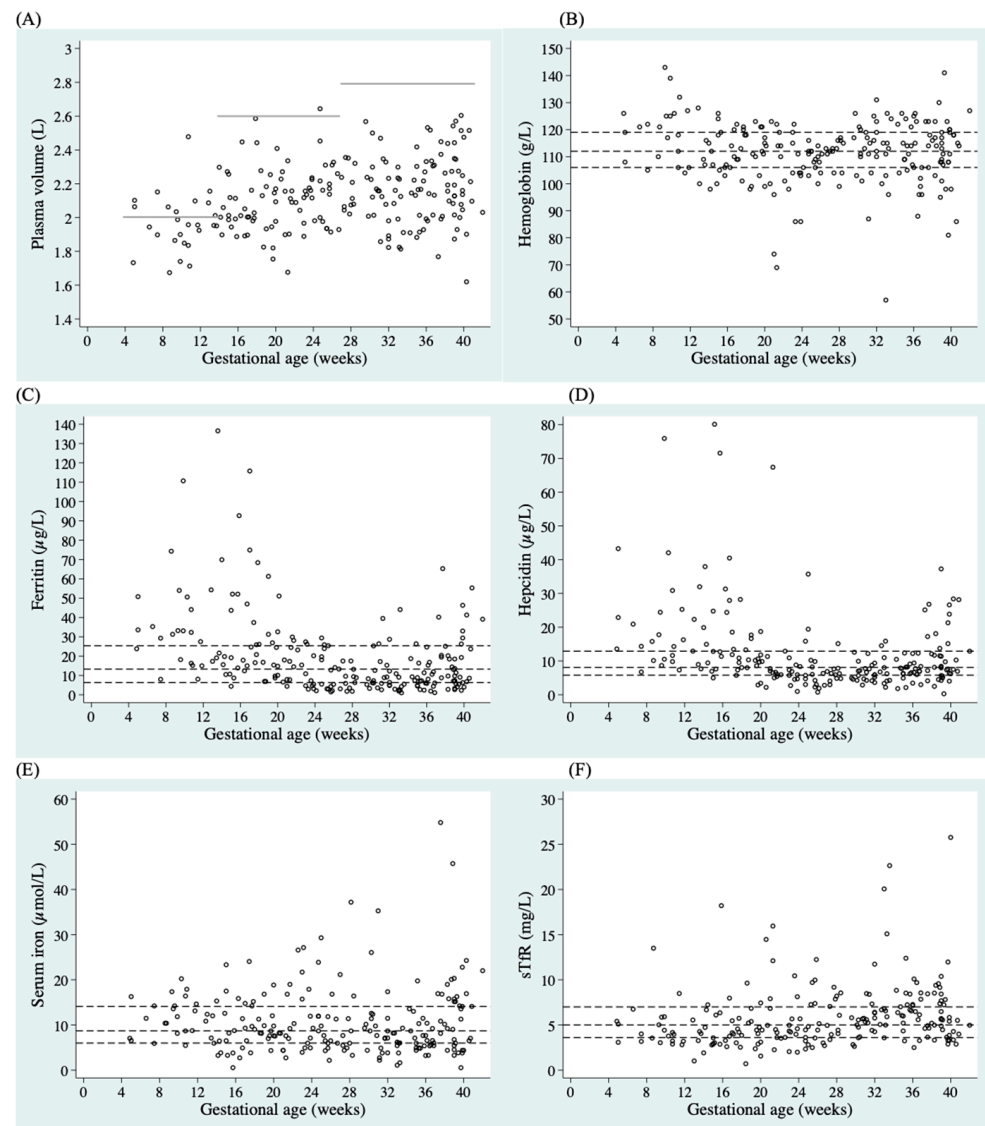 (A)
3
2.8
2.6
2.4
2.2
2
1.8
1.6
1.4
Plasma volume (L)
0 4 8 12 16 20 24 28 32 36 40
Gestational age (weeks)
(B)
150
140
130
120
110
100
90
80
70
60
50
Hemoglobin (g/L)
0 4 8 12 16 20 24 28 32 36 40
Gestational age (weeks)
(C)
140
130
120
110
100
90
80
70
60
50
40
30
20
10
0
Ferritin (µg/L)
0 4 8 12 16 20 24 28 32 36 40
Gestational age (weeks)
(D)
80
70
60
50
40
30
20
10
0
Hepcidin (µg/L)
0 4 8 12 16 20 24 28 32 36 40
Gestational age (weeks)
(E)
60
50
40
30
20
10
0
Serum iron (µmol/L)
0 4 8 12 16 20 24 28 32 36 40
Gestational age (weeks)
(F)
30
25
20
15
10
5
0
sTfR (mg/L)
0 4 8 12 16 20 24 28 32 36 40
Gestational age (weeks)